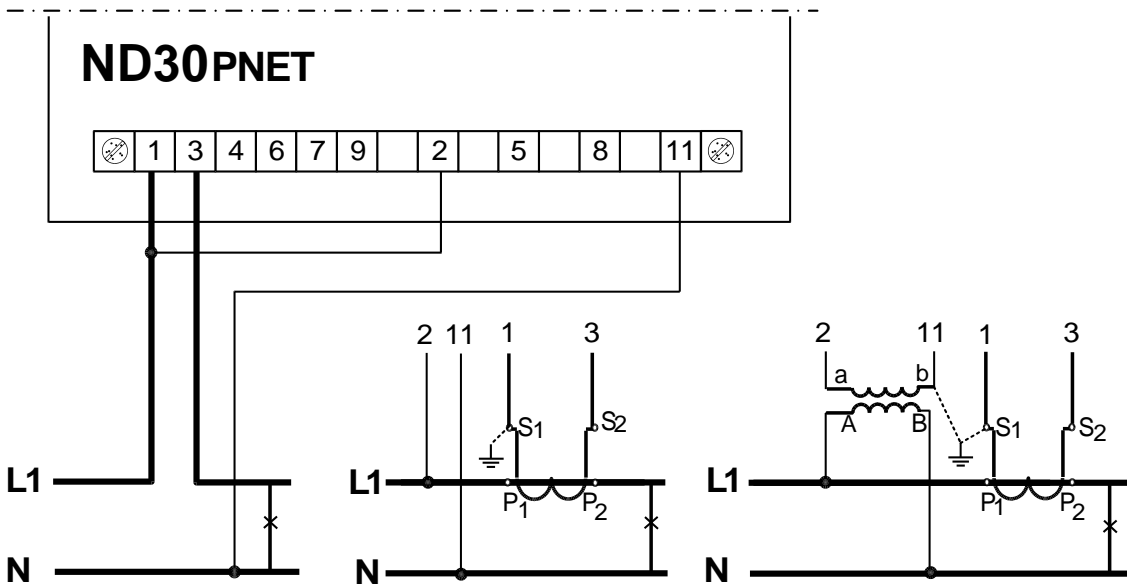 ND30PNET
1 3 4 6 7 9 2 5 8 11
2 11 1 3
S1 S2
L1 P1 P2
N
2 11 1 3
a b
A B S1 S2
L1 P1 P2
N
L1
N